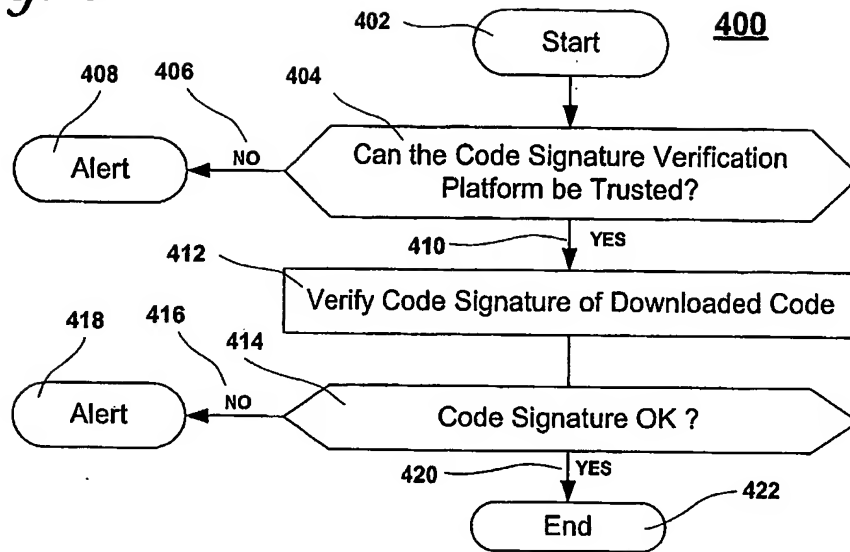 402
Start
400
408
406
404
Alert
NO
Can the Code Signature Verification
Platform be Trusted?
410
YES
412
Verify Code Signature of Downloaded Code
418
416
414
Alert
NO
Code Signature OK ?
420
YES
422
End